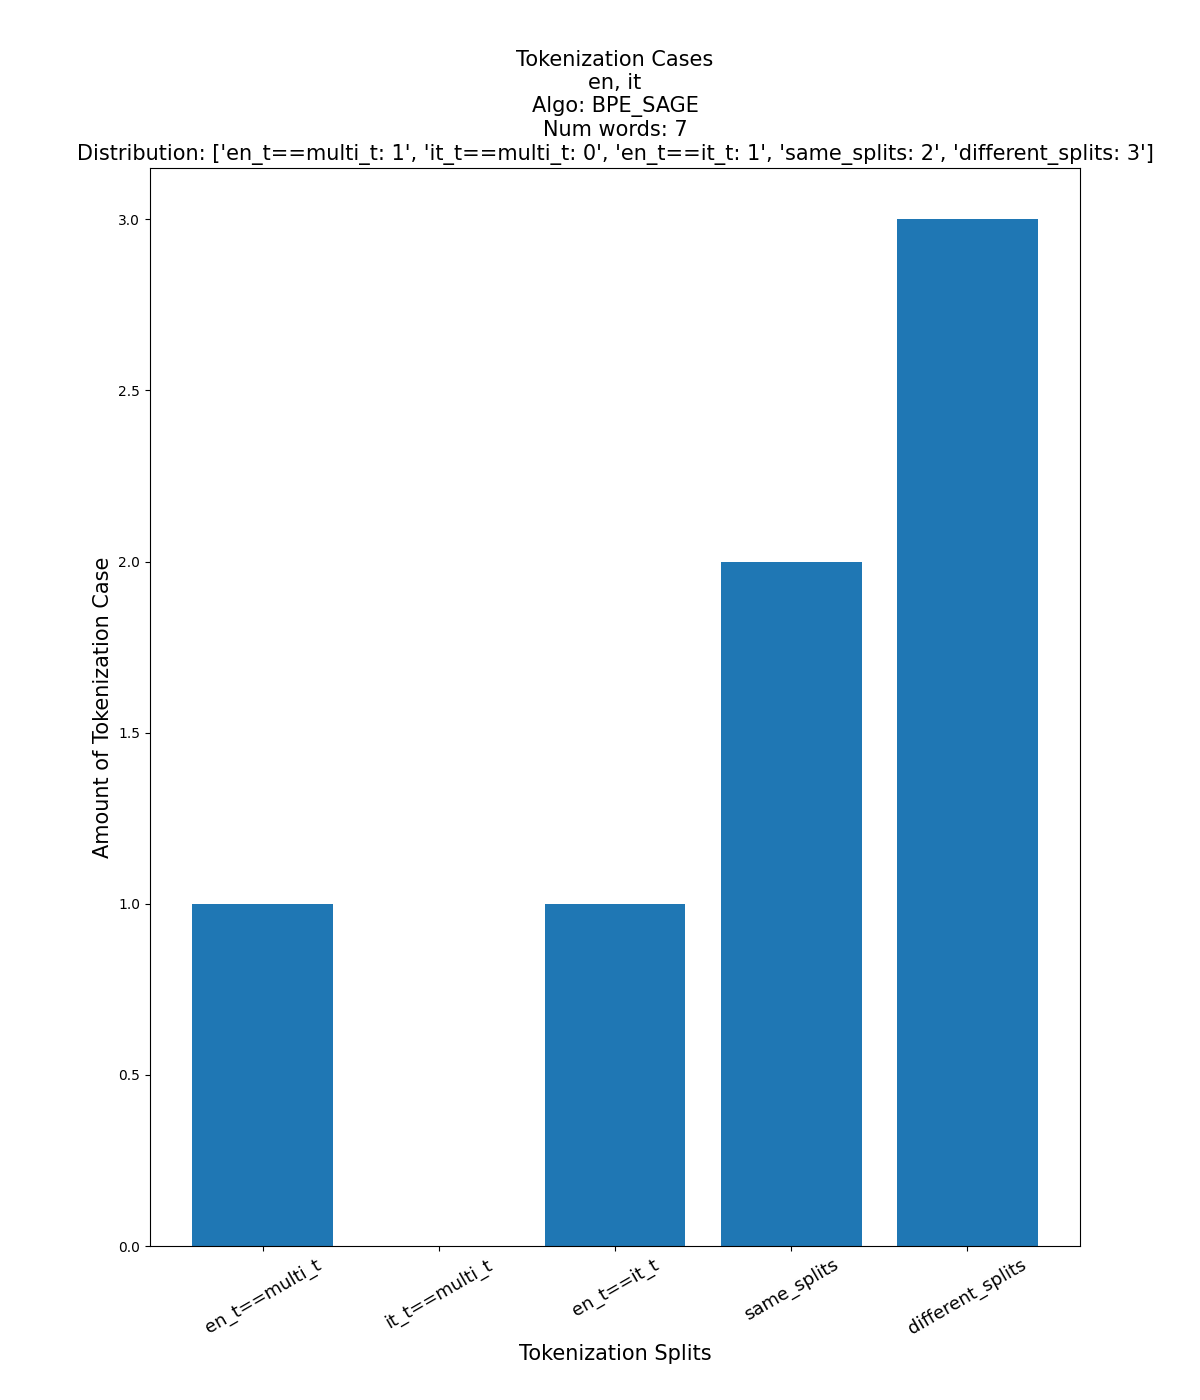 Tokenization Cases
en, it
Algo: BPE_SAGE
Num words: 7
Distribution: ['en_t==multi_t: 1', 'it_t==multi_t: 0', 'en_t==it_t: 1', 'same_splits: 2', 'different_splits: 3']
3.0
2.5
2.0
1.5
1.0
0.5
0.0
Amount of Tokenization Case
en_t==multi_t
it_t==multi_t
en_t==it_t
same_splits
different_splits
Tokenization Splits